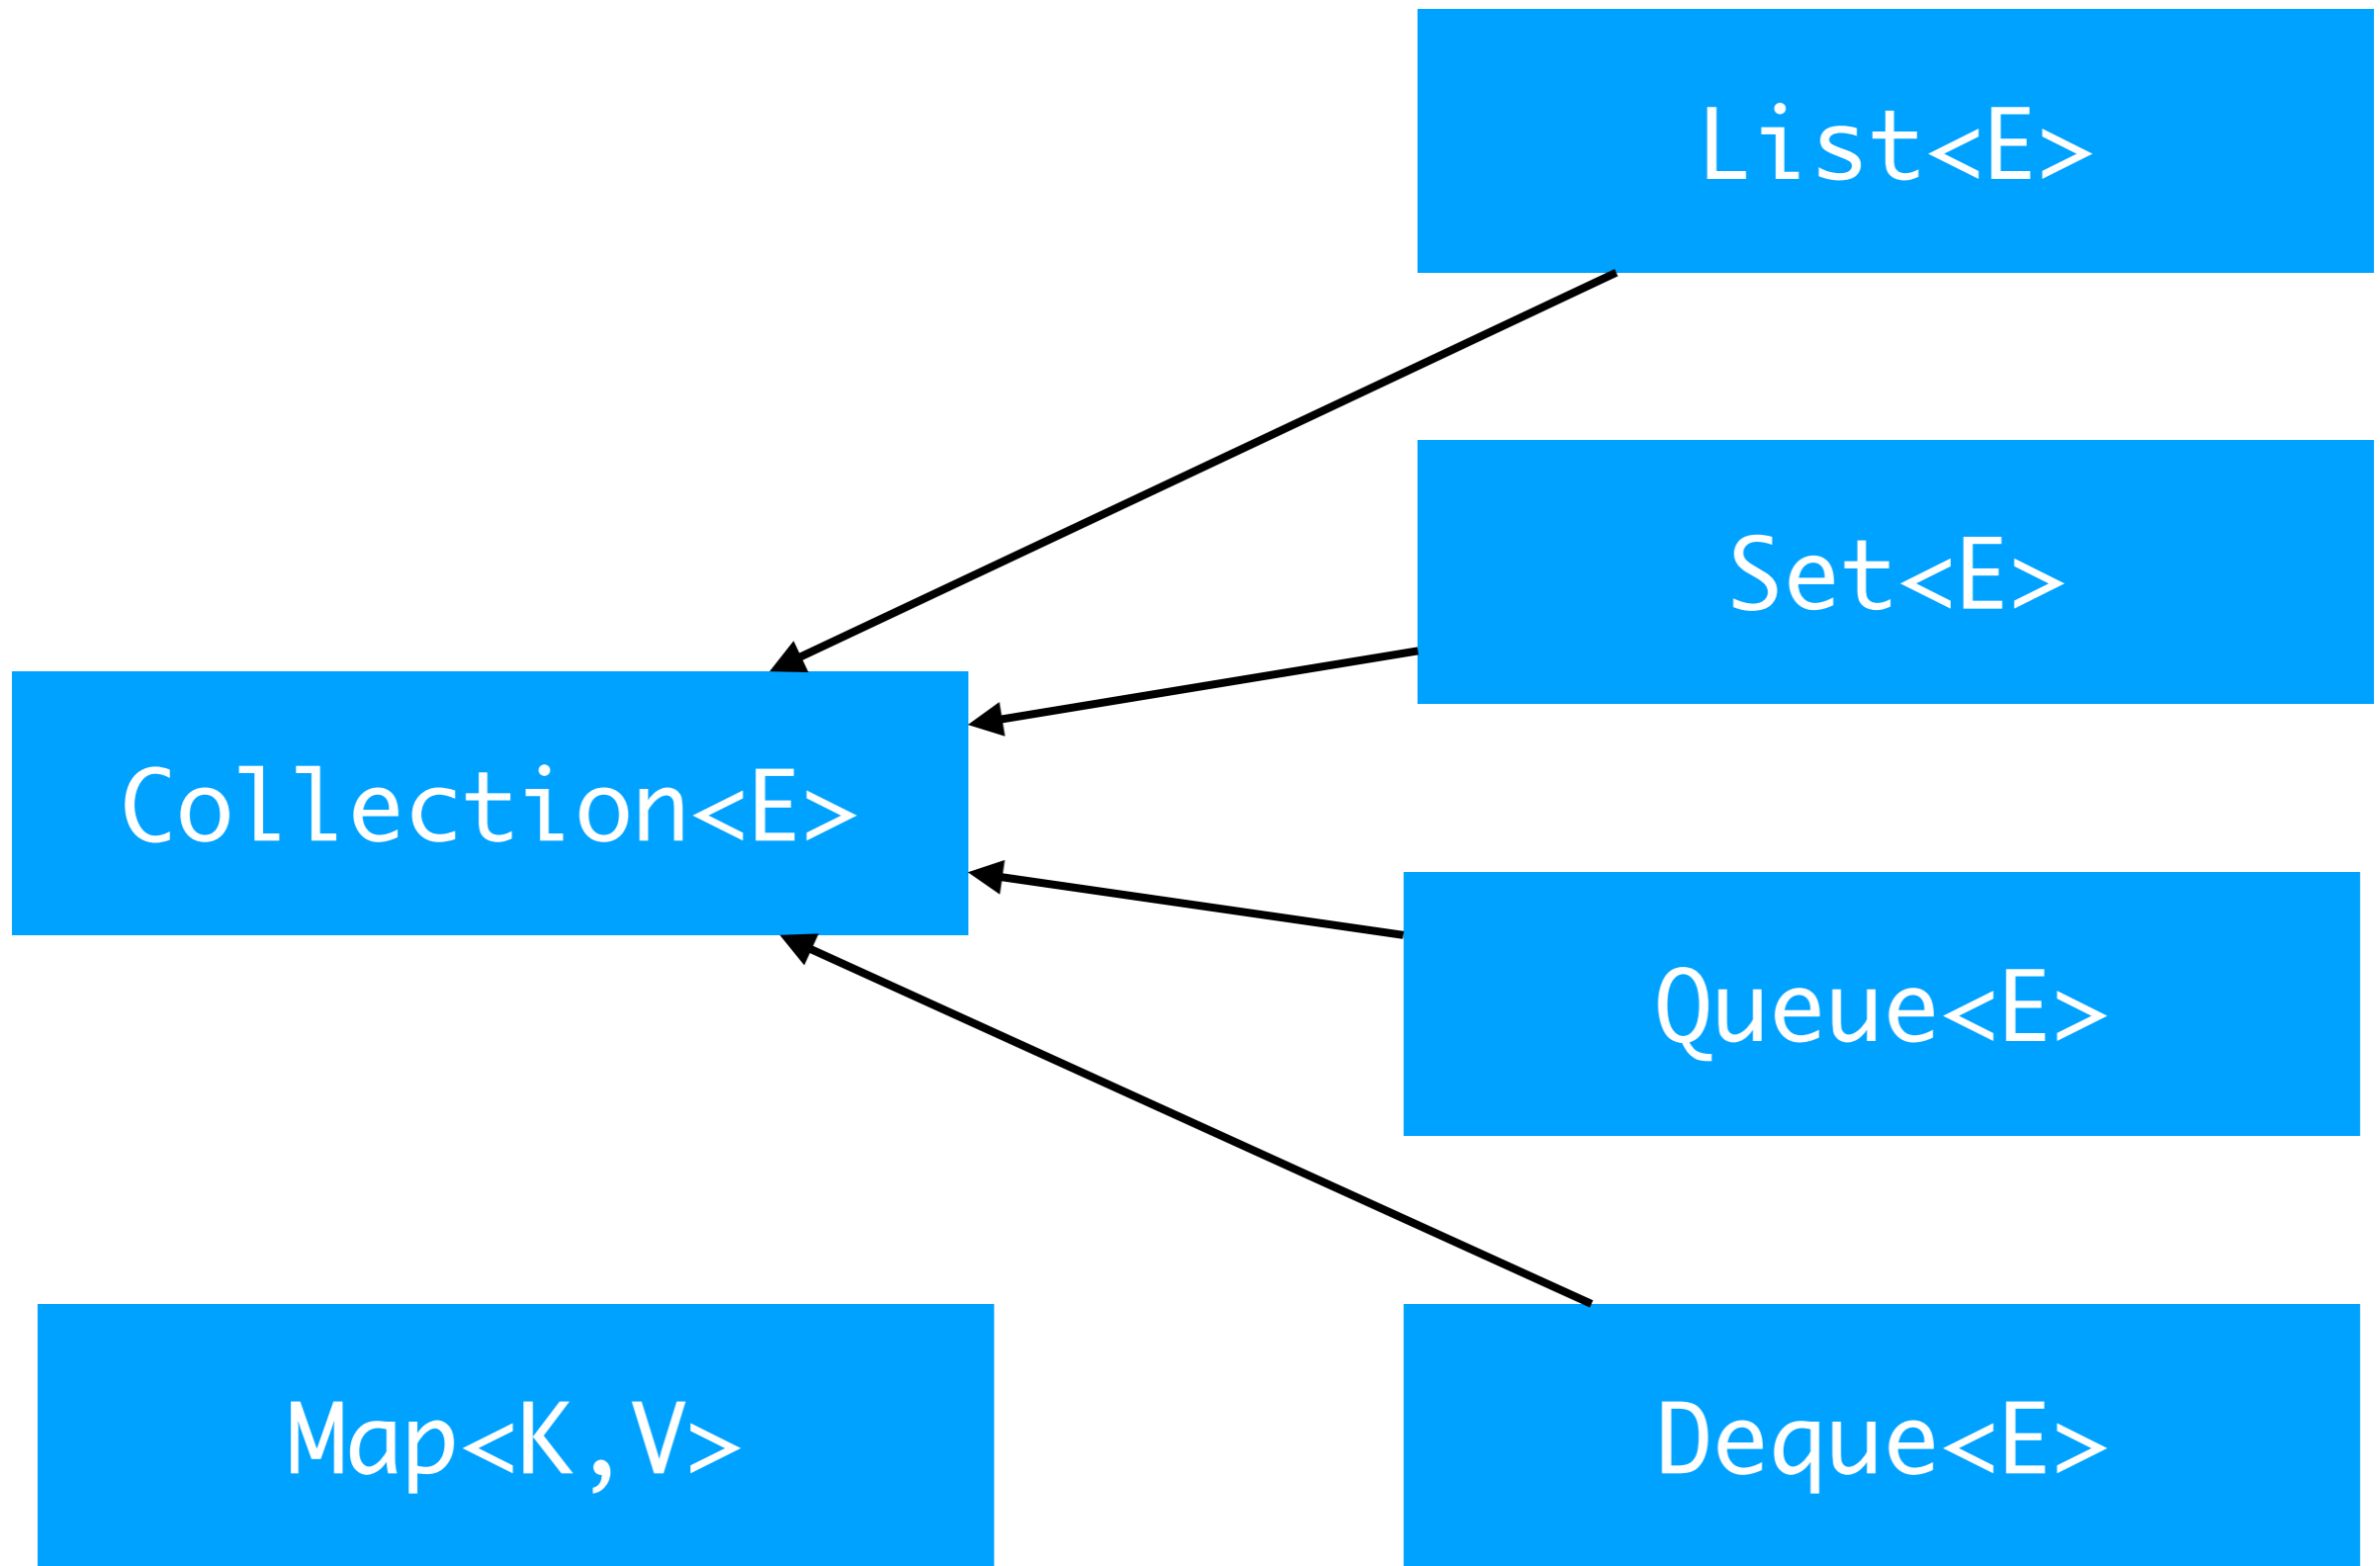 List<E>
Set<E>
Collection<E>
Queue<E>
Map<K,V>
Deque<E>